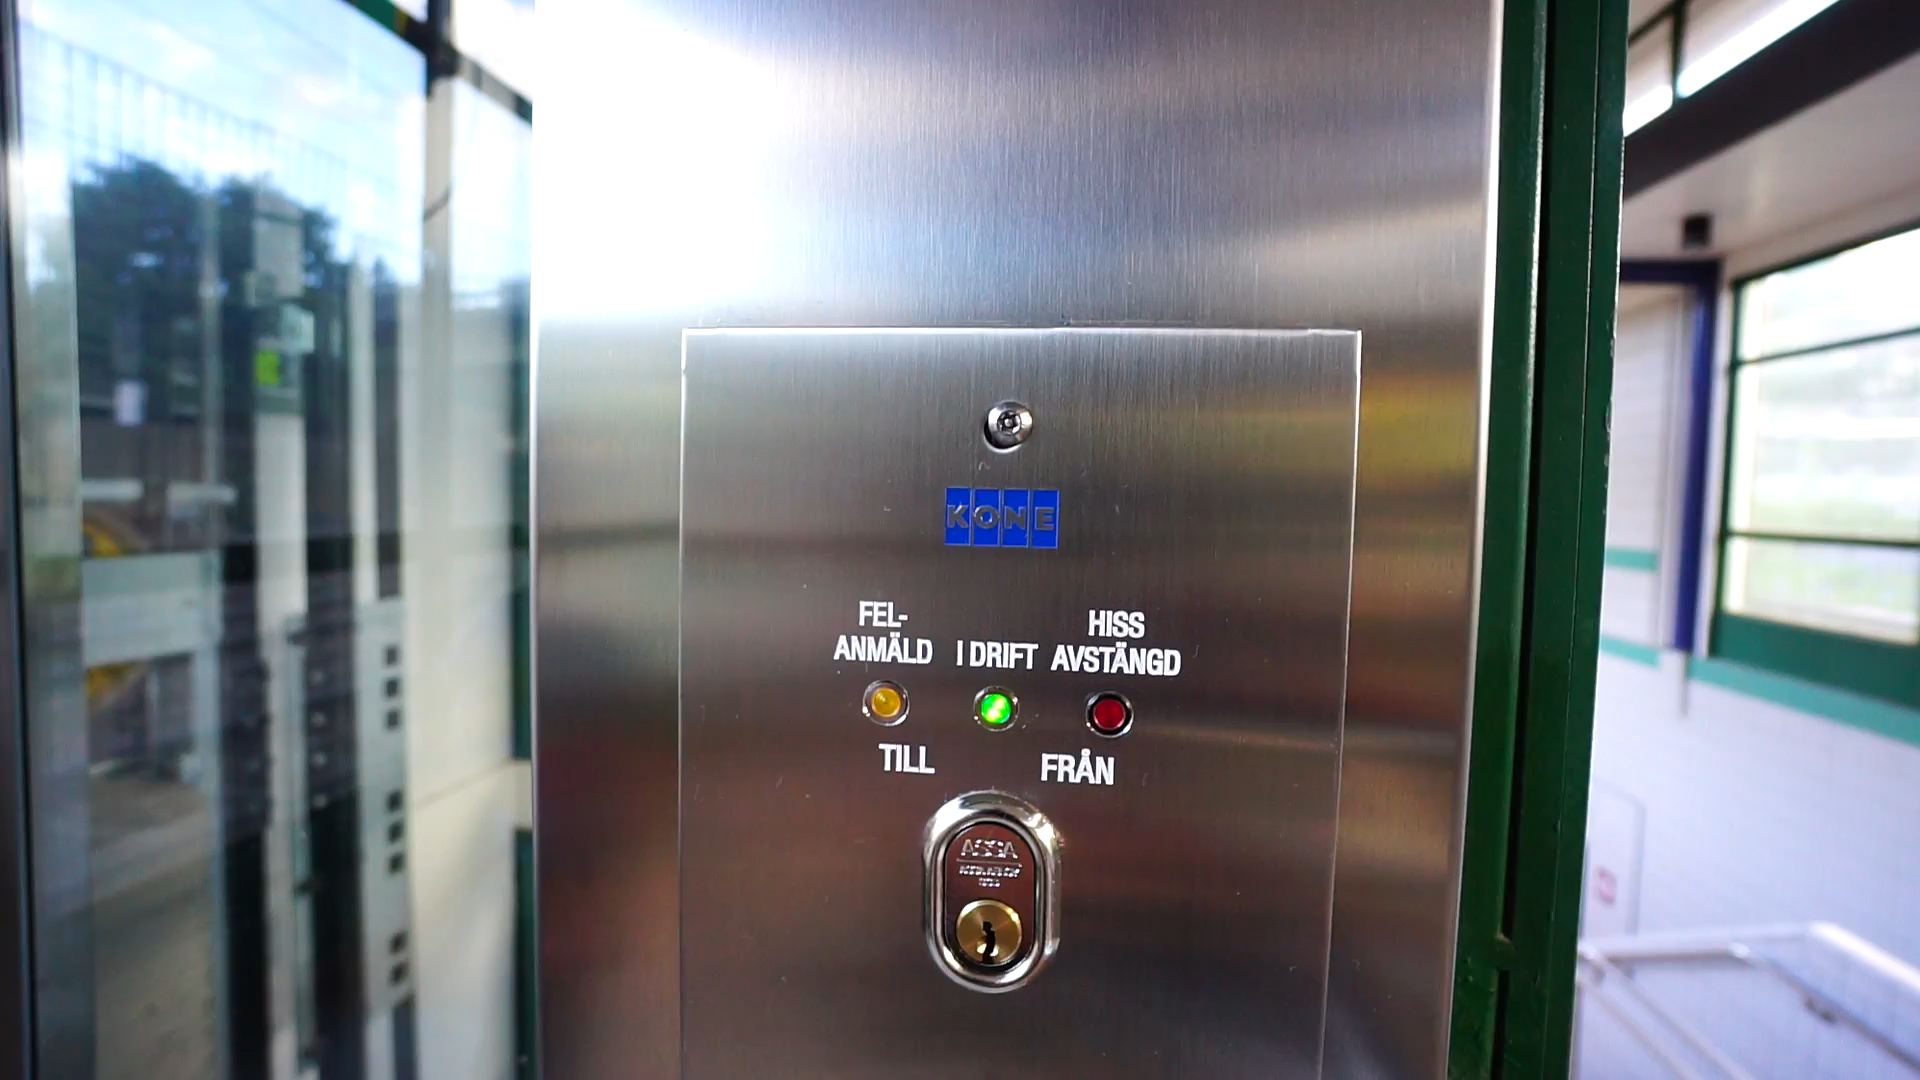 KONE
FEL-
ANMÄLD
I DRIFT
HISS
AVSTÄNGD
TILL
FRÅN
ASSA